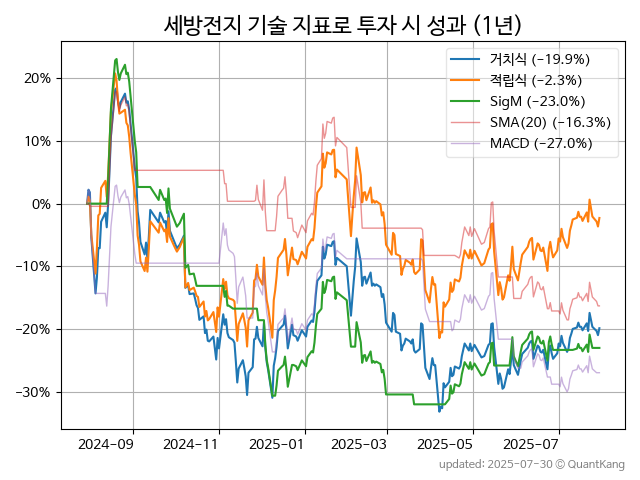 세방전지 기술 지표로 투자 시 성과 (1년)
거치식 (-19.9%)
적립식 (-2.3%)
SigM (-23.0%)
SMA(20) (-16.3%)
MACD (-27.0%)
20%
10%
0%
-10%
-20%
-30%
2024-09 2024-11 2025-01 2025-03 2025-05 2025-07
updated: 2025-07-30 © QuantKang